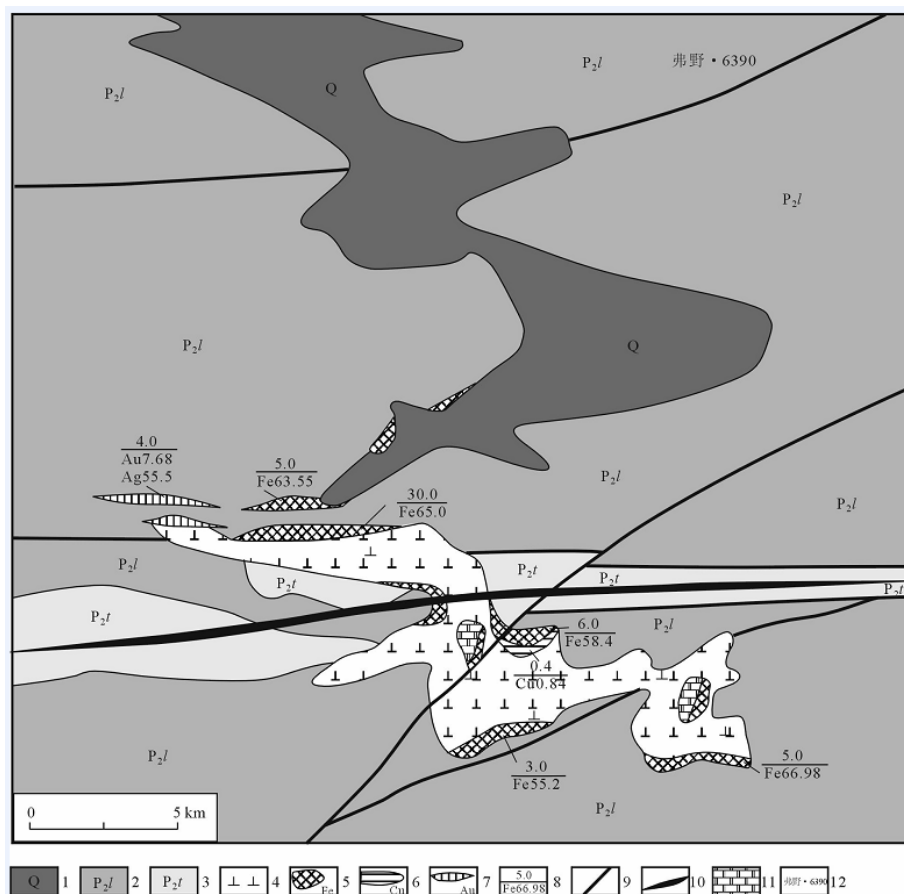 P₂l
弗野·6390
P₂l
Q
P₂l
P₂l
Q
4.0
Au7.68
Ag55.5
5.0
Fe63.55
30.0
Fe65.0
P₂l
P₂l
P₂l
P₂t
P₂t
P₂t
P₂t
P₂t
P₂l
6.0
Fe58.4
0.4
Cu0.84
P₂l
3.0
Fe55.2
5.0
Fe66.98
P₂l
0 5 km
Q 1 P₂l 2 P₂t 3 4 Fe 5 Cu 6 Au 7 5.0 Fe66.98 8 9 10 11 弗野·6390 12